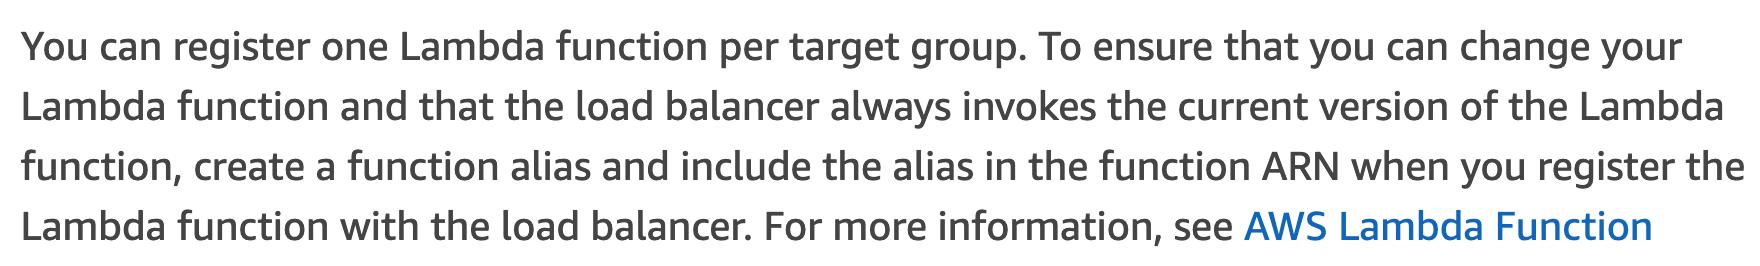 You can register one Lambda function per target group. To ensure that you can change your
Lambda function and that the load balancer always invokes the current version of the Lambda
function, create a function alias and include the alias in the function ARN when you register the
Lambda function with the load balancer. For more information, see AWS Lambda Function